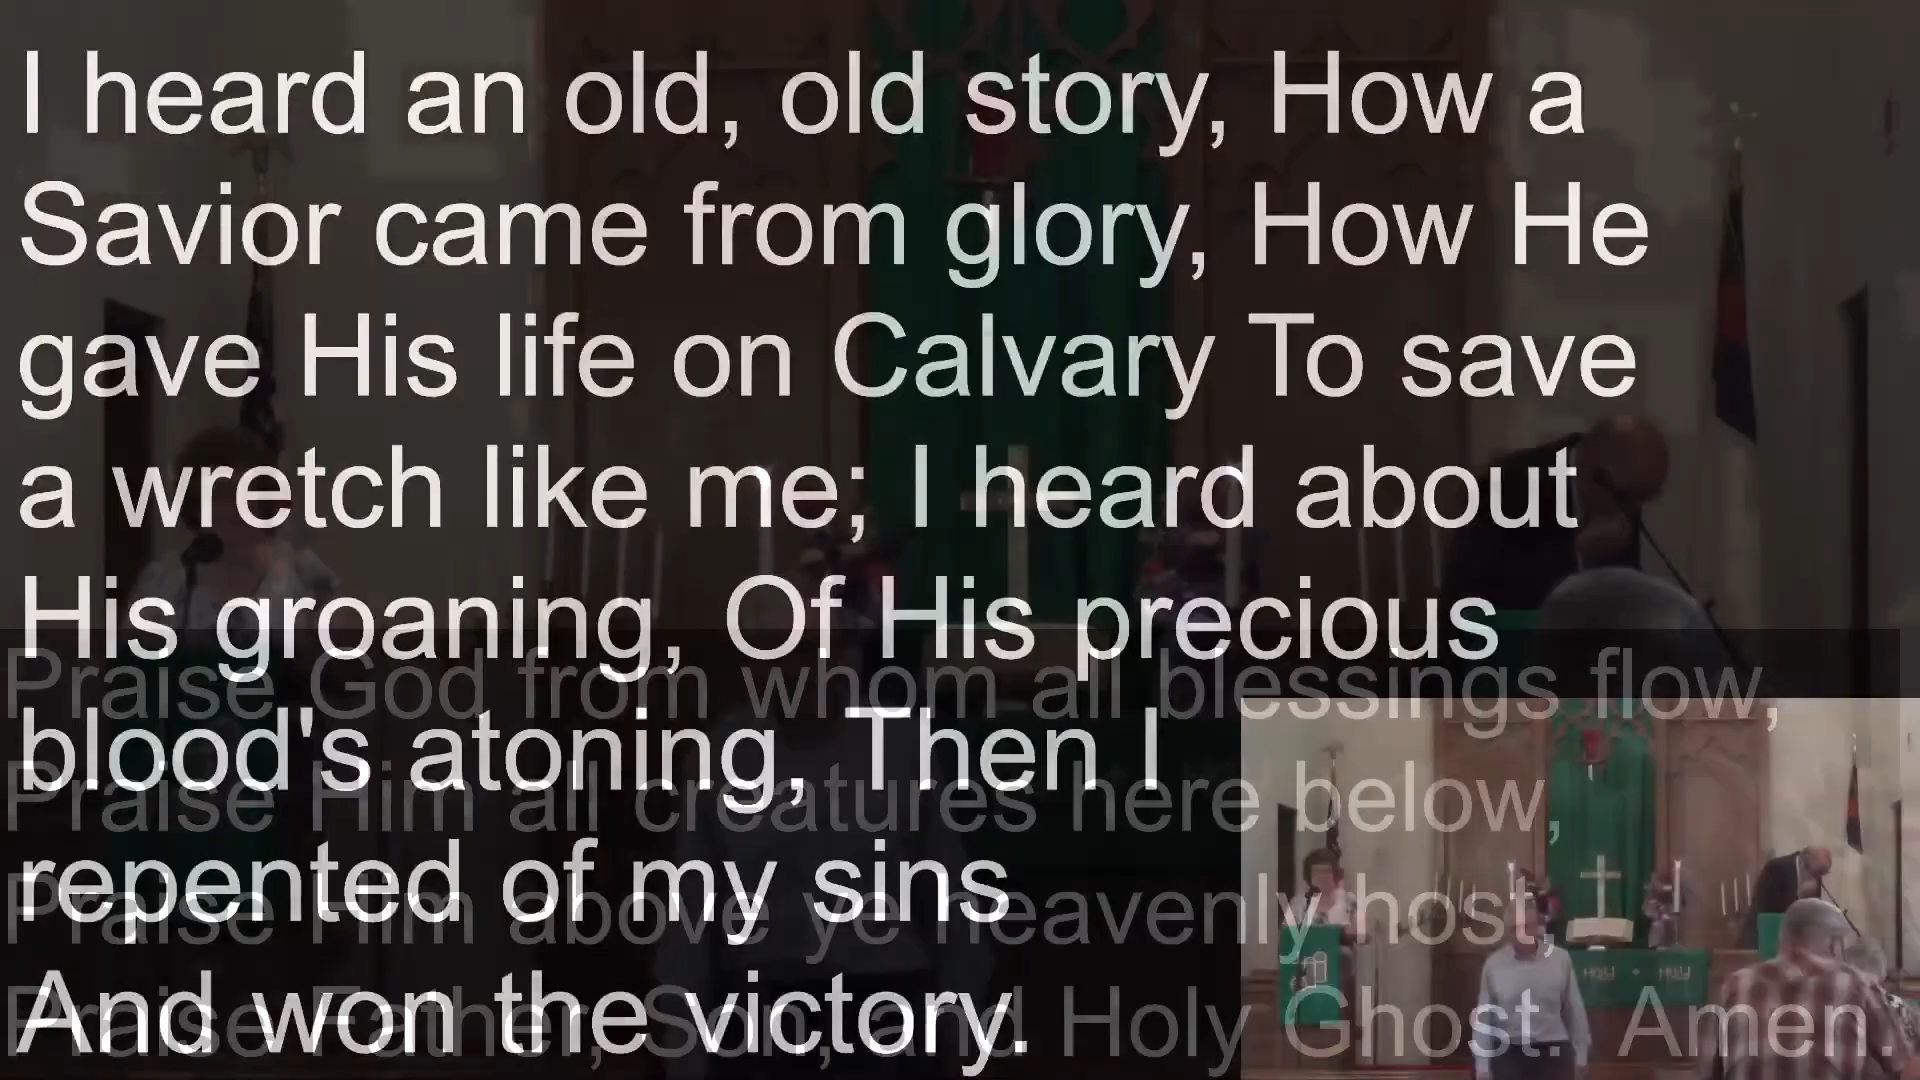 I heard an old, old story, How a
Savior came from glory, How He
gave His life on Calvary To save
a wretch like me; I heard about
His groaning, Of His precious
Praise God from whom all blessings flow,
blood's atoning, Then I
Praise Him all creatures here below,
repented of my sins
Praise Him above ye heavenly host,
And won the victory.
Praise Father, Son, and Holy Ghost. Amen.
HOLY HOLY